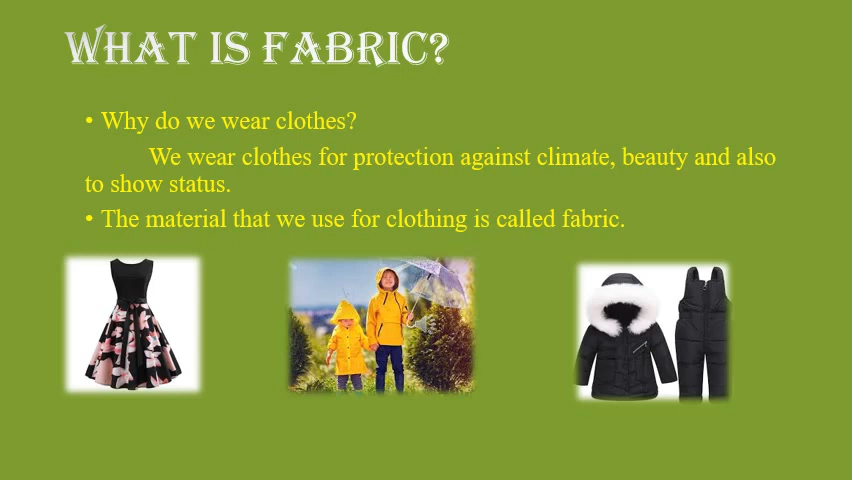 WHAT IS FABRIC?
• Why do we wear clothes?
We wear clothes for protection against climate, beauty and also
to show status.
• The material that we use for clothing is called fabric.